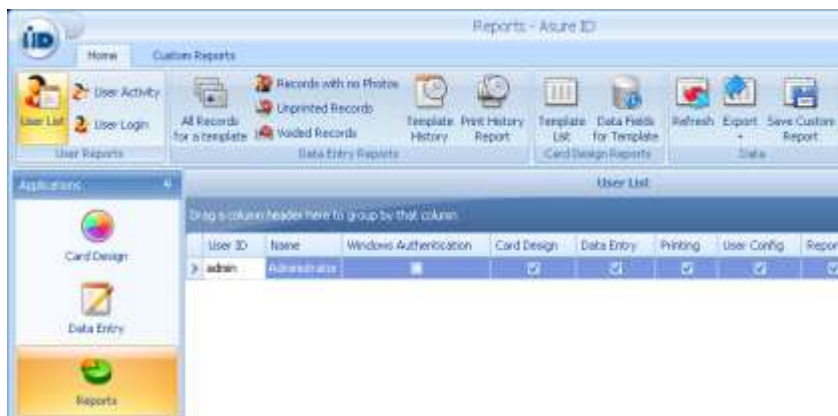 Reports - Asure ID
iID
Home Custom Reports
User List
User Activity
User Login
User Reports
All Records for a template
Records with no Photos
Unprinted Records
Voided Records
Template History
Print History Report
Data Entry Reports
Template List
Data Fields for Template
Card Design Reports
Refresh
Export
Save Custom Report
Data
Applications
User List
Drag a column header here to group by that column
User ID Name Windows Authentication Card Design Data Entry Printing User Config Repor
admin Administrator
Card Design
Data Entry
Reports